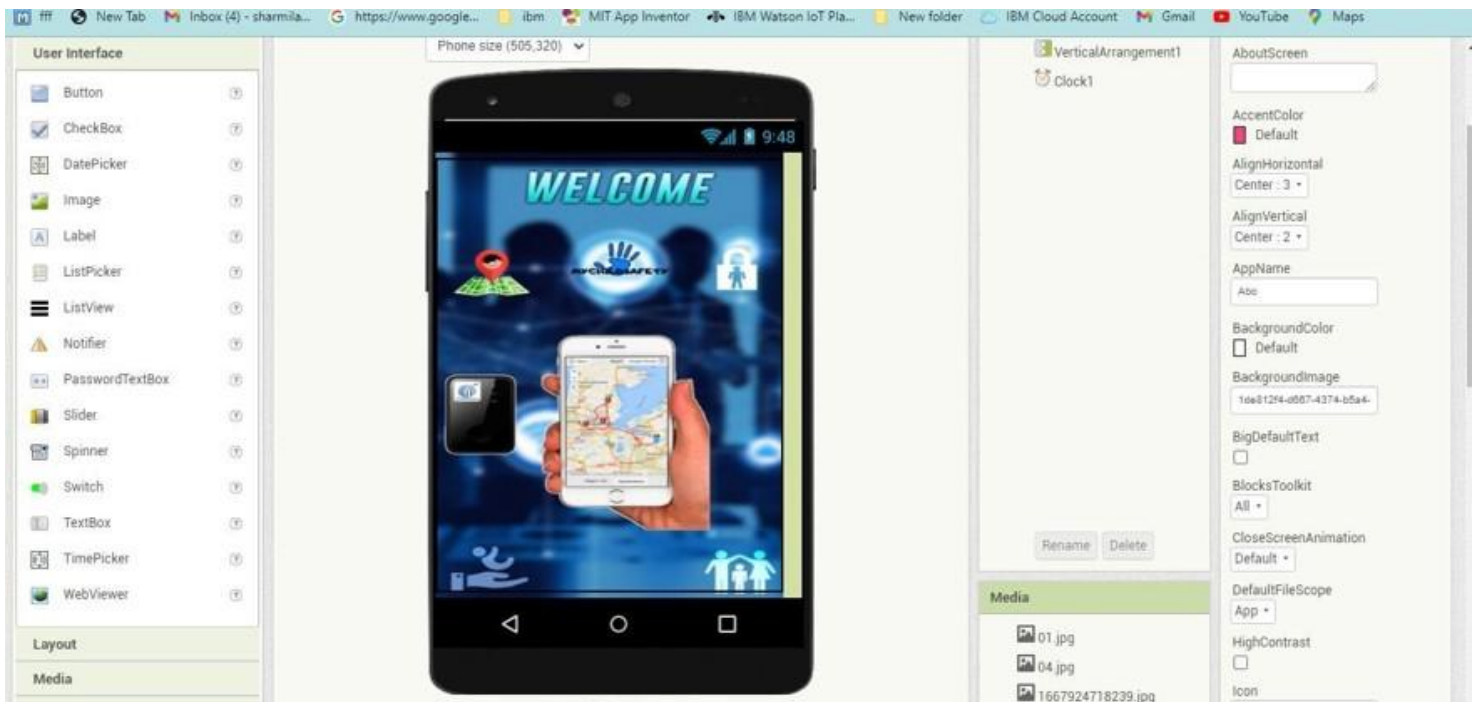 fff
New Tab
Inbox (4) - sharmila...
https://www.google...
ibm
MIT App Inventor
IBM Watson IoT Pla...
New folder
IBM Cloud Account
Gmail
YouTube
Maps
User Interface
Button
CheckBox
DatePicker
Image
Label
ListPicker
ListView
Notifier
PasswordTextBox
Slider
Spinner
Switch
TextBox
TimePicker
WebViewer
Layout
Media
Phone size (505,320)
9:48
WELCOME
VerticalArrangement1
Clock1
Rename Delete
Media
01.jpg
04.jpg
1667924718239.jpg
AboutScreen
AccentColor
Default
AlignHorizontal
Center : 3
AlignVertical
Center : 2
AppName
Abc
BackgroundColor
Default
BackgroundImage
1de812f4-d667-4374-b5a4-
BigDefaultText
BlocksToolkit
All
CloseScreenAnimation
Default
DefaultFileScope
App
HighContrast
Icon